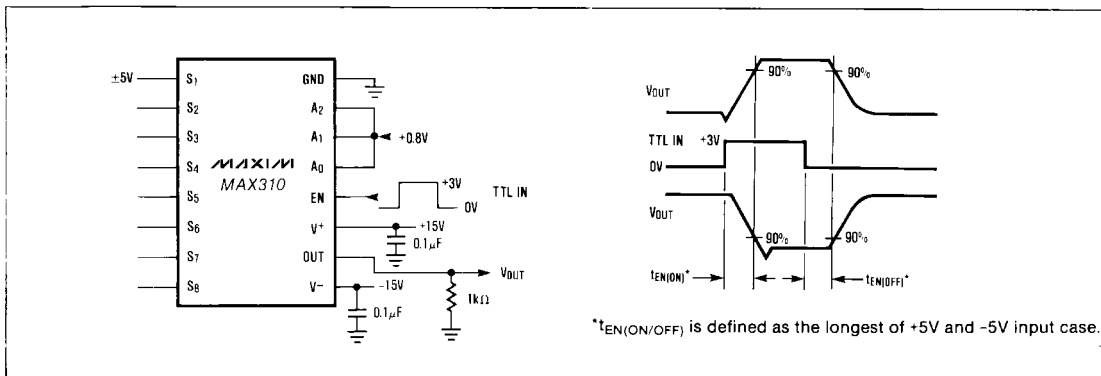 ±5V
S1
S2
S3
S4
S5
S6
S7
S8
MAXIM
MAX310
GND
A2
A1
A0
EN
V+
OUT
V-
+0.8V
+3V
0V
TTL IN
+15V
0.1μF
VOUT
-15V
0.1μF
1kΩ
VOUT
90%
90%
TTL IN
+3V
0V
VOUT
90%
90%
tEN(ON)*
tEN(OFF)*
*tEN(ON/OFF) is defined as the longest of +5V and -5V input case.